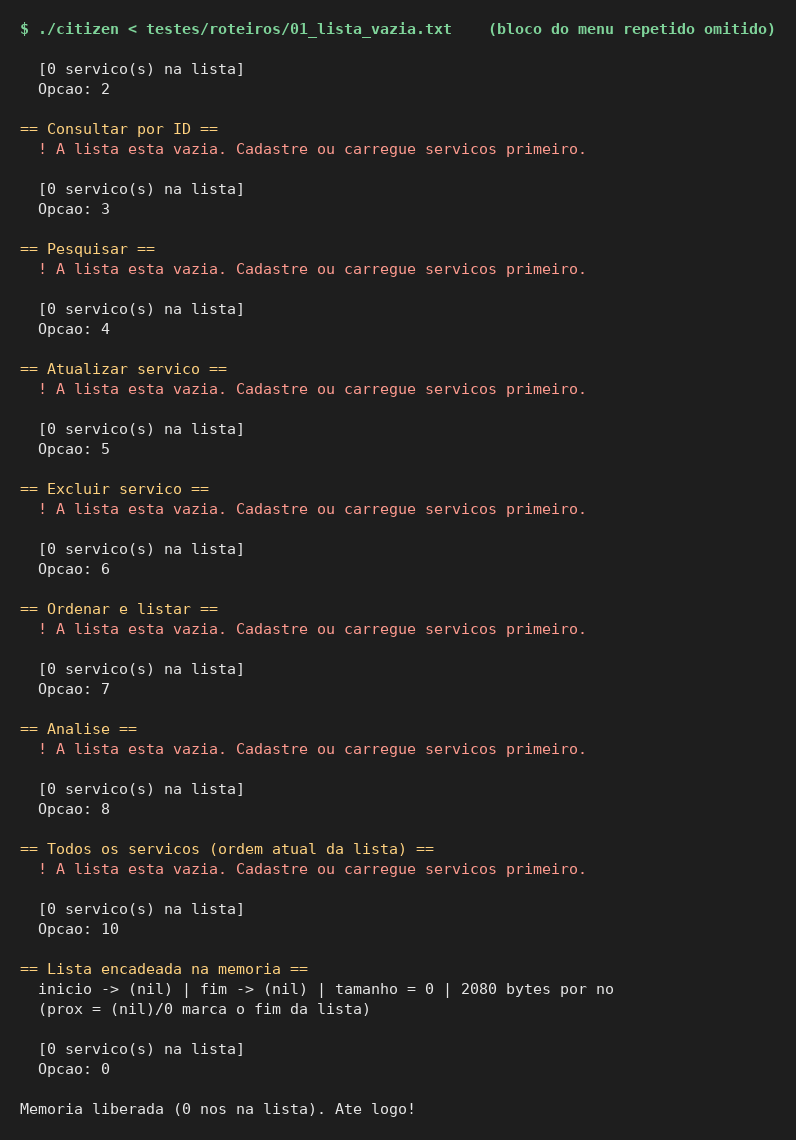 $ ./citizen < testes/roteiros/01_lista_vazia.txt    (bloco do menu repetido omitido)
[0 servico(s) na lista]
Opcao: 2
== Consultar por ID ==
! A lista esta vazia. Cadastre ou carregue servicos primeiro.
[0 servico(s) na lista]
Opcao: 3
== Pesquisar ==
! A lista esta vazia. Cadastre ou carregue servicos primeiro.
[0 servico(s) na lista]
Opcao: 4
== Atualizar servico ==
! A lista esta vazia. Cadastre ou carregue servicos primeiro.
[0 servico(s) na lista]
Opcao: 5
== Excluir servico ==
! A lista esta vazia. Cadastre ou carregue servicos primeiro.
[0 servico(s) na lista]
Opcao: 6
== Ordenar e listar ==
! A lista esta vazia. Cadastre ou carregue servicos primeiro.
[0 servico(s) na lista]
Opcao: 7
== Analise ==
! A lista esta vazia. Cadastre ou carregue servicos primeiro.
[0 servico(s) na lista]
Opcao: 8
== Todos os servicos (ordem atual da lista) ==
! A lista esta vazia. Cadastre ou carregue servicos primeiro.
[0 servico(s) na lista]
Opcao: 10
== Lista encadeada na memoria ==
inicio -> (nil) | fim -> (nil) | tamanho = 0 | 2080 bytes por no
(prox = (nil)/0 marca o fim da lista)
[0 servico(s) na lista]
Opcao: 0
Memoria liberada (0 nos na lista). Ate logo!